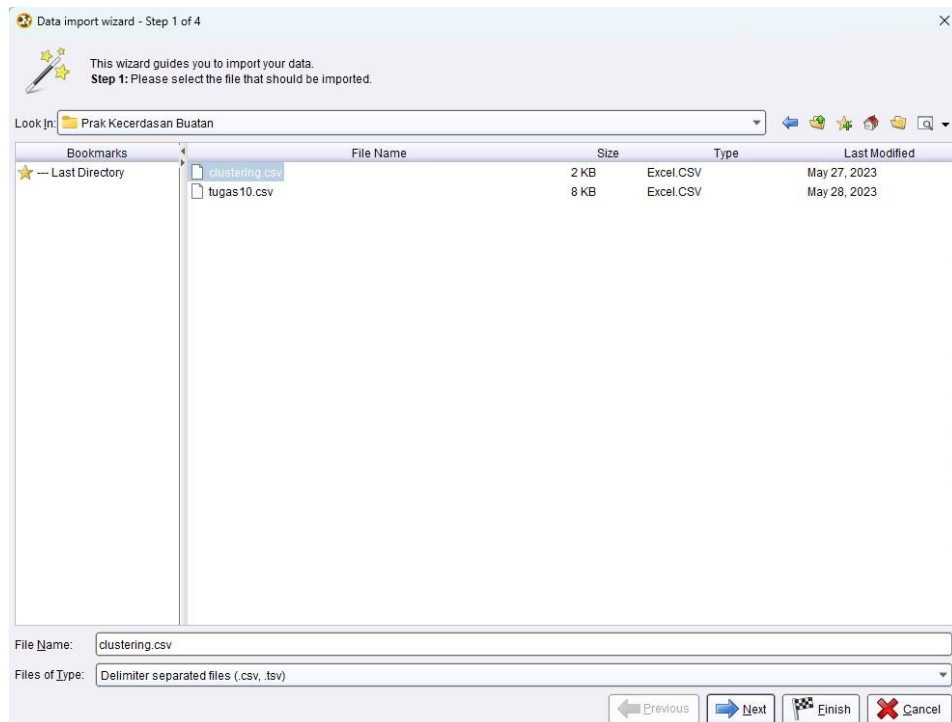 Data import wizard - Step 1 of 4
This wizard guides you to import your data.
Step 1: Please select the file that should be imported.
Look In: Prak Kecerdasan Buatan
Bookmarks File Name Size Type Last Modified
--- Last Directory clustering.csv 2 KB Excel.CSV May 27, 2023
tugas10.csv 8 KB Excel.CSV May 28, 2023
File Name: clustering.csv
Files of Type: Delimiter separated files (.csv, .tsv)
Previous Next Finish Cancel